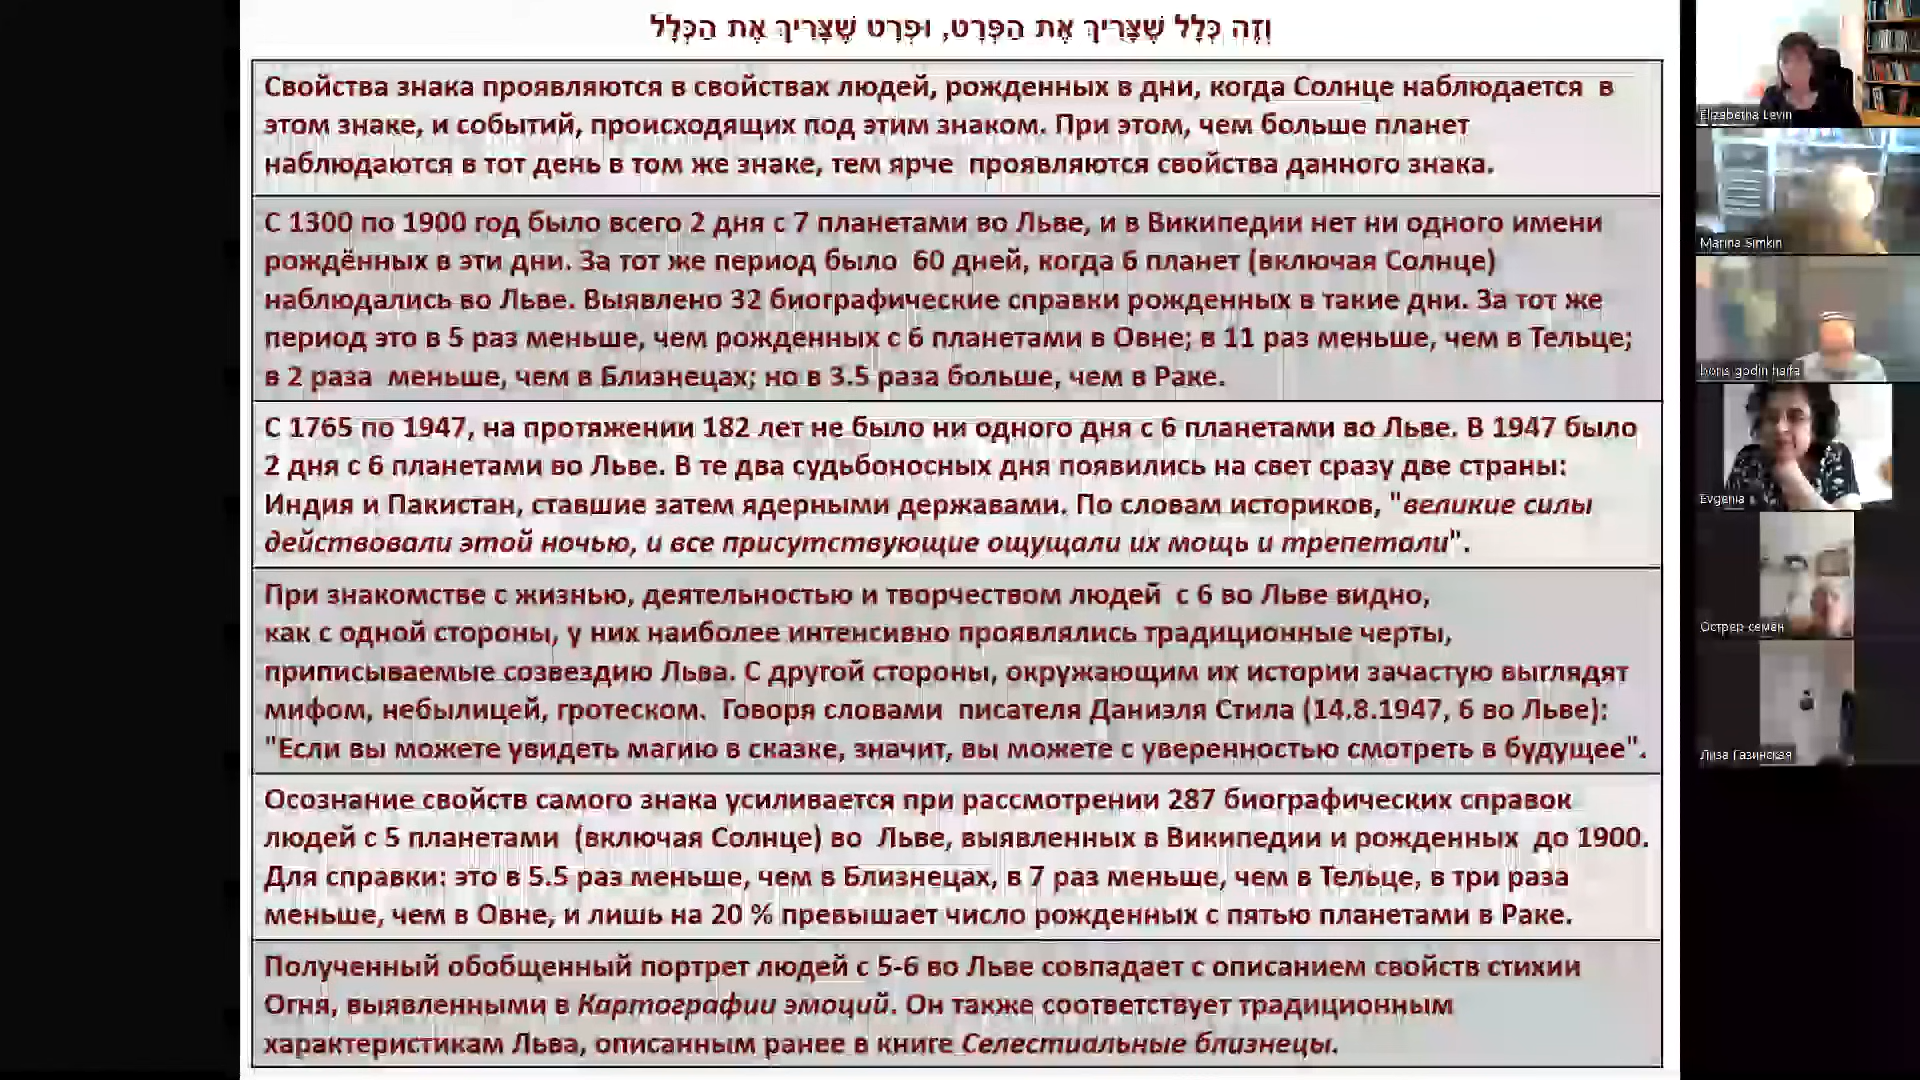 וְזֶה כְּלָל שֶׁצָּרִיךְ אֶת הַפְּרָט, וּפְרָט שֶׁצָּרִיךְ אֶת הַכְּלָל
Свойства знака проявляются в свойствах людей, рожденных в дни, когда Солнце наблюдается в
этом знаке, и событий, происходящих под этим знаком. При этом, чем больше планет
наблюдаются в тот день в том же знаке, тем ярче проявляются свойства данного знака.
С 1300 по 1900 год было всего 2 дня с 7 планетами во Льве, и в Википедии нет ни одного имени
рождённых в эти дни. За тот же период было 60 дней, когда 6 планет (включая Солнце)
наблюдались во Льве. Выявлено 32 биографические справки рожденных в такие дни. За тот же
период это в 5 раз меньше, чем рожденных с 6 планетами в Овне; в 11 раз меньше, чем в Тельце;
в 2 раза меньше, чем в Близнецах; но в 3.5 раза больше, чем в Раке.
С 1765 по 1947, на протяжении 182 лет не было ни одного дня с 6 планетами во Льве. В 1947 было
2 дня с 6 планетами во Льве. В те два судьбоносных дня появились на свет сразу две страны:
Индия и Пакистан, ставшие затем ядерными державами. По словам историков, "великие силы
действовали этой ночью, и все присутствующие ощущали их мощь и трепетали".
При знакомстве с жизнью, деятельностью и творчеством людей с 6 во Льве видно,
как с одной стороны, у них наиболее интенсивно проявлялись традиционные черты,
приписываемые созвездию Льва. С другой стороны, окружающим их истории зачастую выглядят
мифом, небылицей, гротеском. Говоря словами писателя Даниэля Стила (14.8.1947, 6 во Льве):
"Если вы можете увидеть магию в сказке, значит, вы можете с уверенностью смотреть в будущее".
Осознание свойств самого знака усиливается при рассмотрении 287 биографических справок
людей с 5 планетами (включая Солнце) во Льве, выявленных в Википедии и рожденных до 1900.
Для справки: это в 5.5 раз меньше, чем в Близнецах, в 7 раз меньше, чем в Тельце, в три раза
меньше, чем в Овне, и лишь на 20 % превышает число рожденных с пятью планетами в Раке.
Полученный обобщенный портрет людей с 5-6 во Льве совпадает с описанием свойств стихии
Огня, выявленными в Картографии эмоций. Он также соответствует традиционным
характеристикам Льва, описанным ранее в книге Селестиальные близнецы.
Elizabetha Levin
Marina Simkin
boris godin haifa
Evgenia
Острер семен
Лиза Газинская